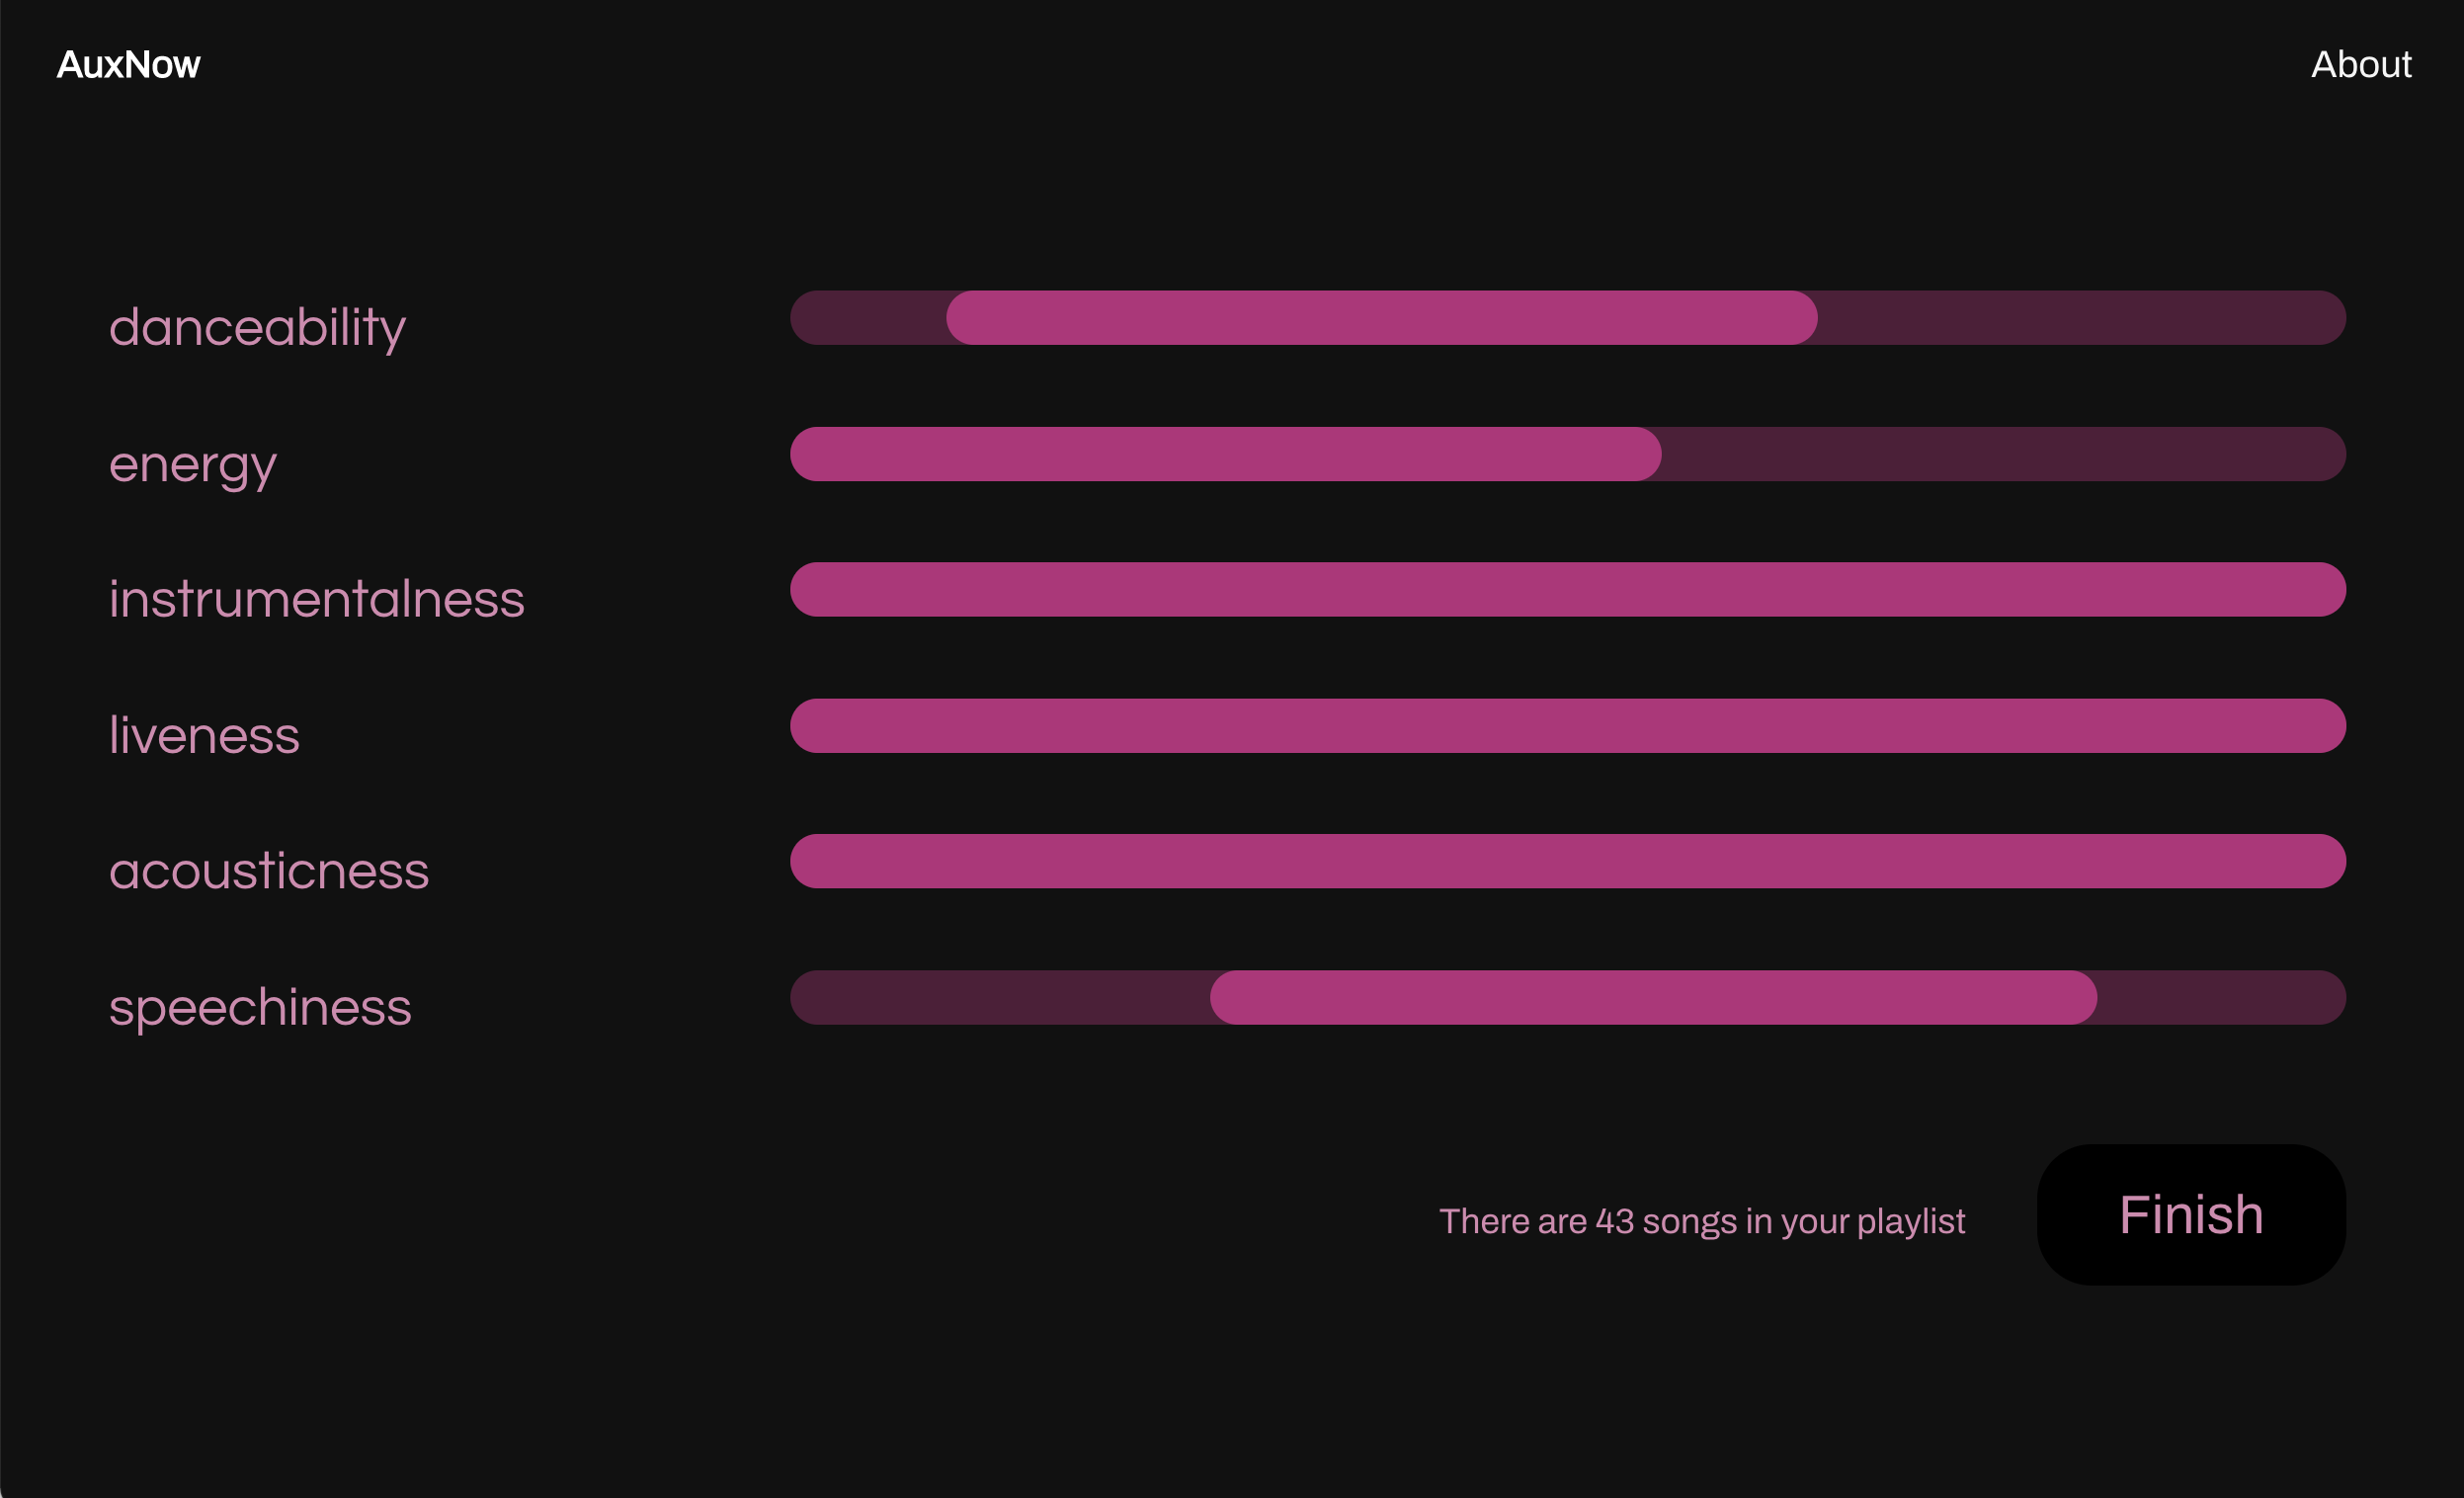 AuxNow
About
danceability
energy
instrumentalness
liveness
acousticness
speechiness
There are 43 songs in your playlist
Finish